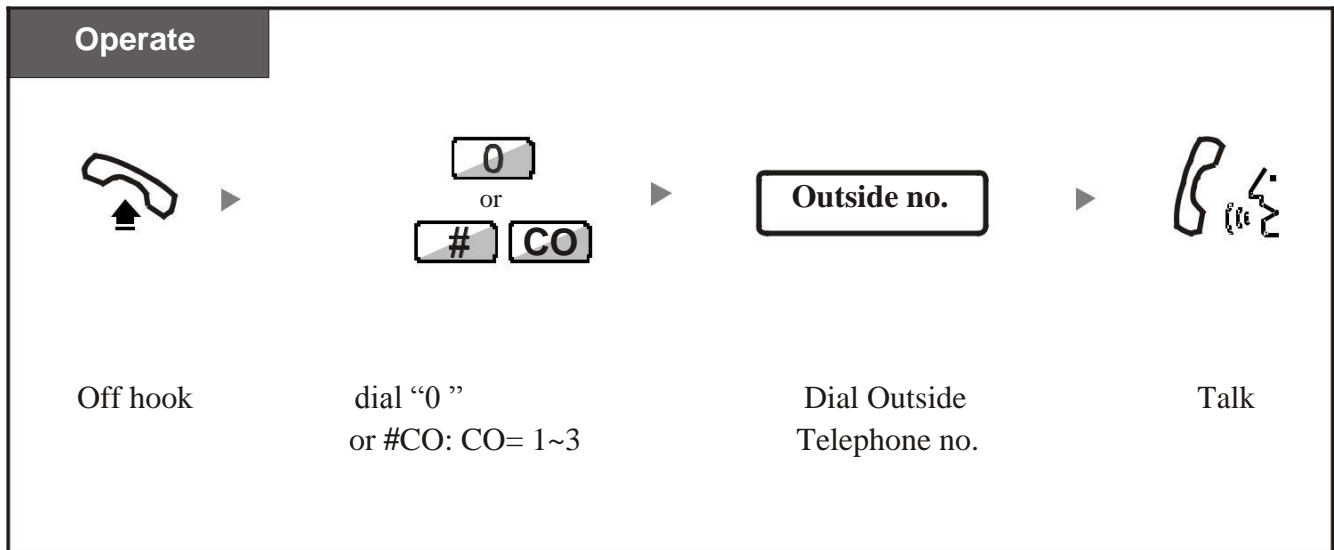 Operate
0
or
# CO
Outside no.
Off hook
dial “0 ”
or #CO: CO= 1~3
Dial Outside
Telephone no.
Talk